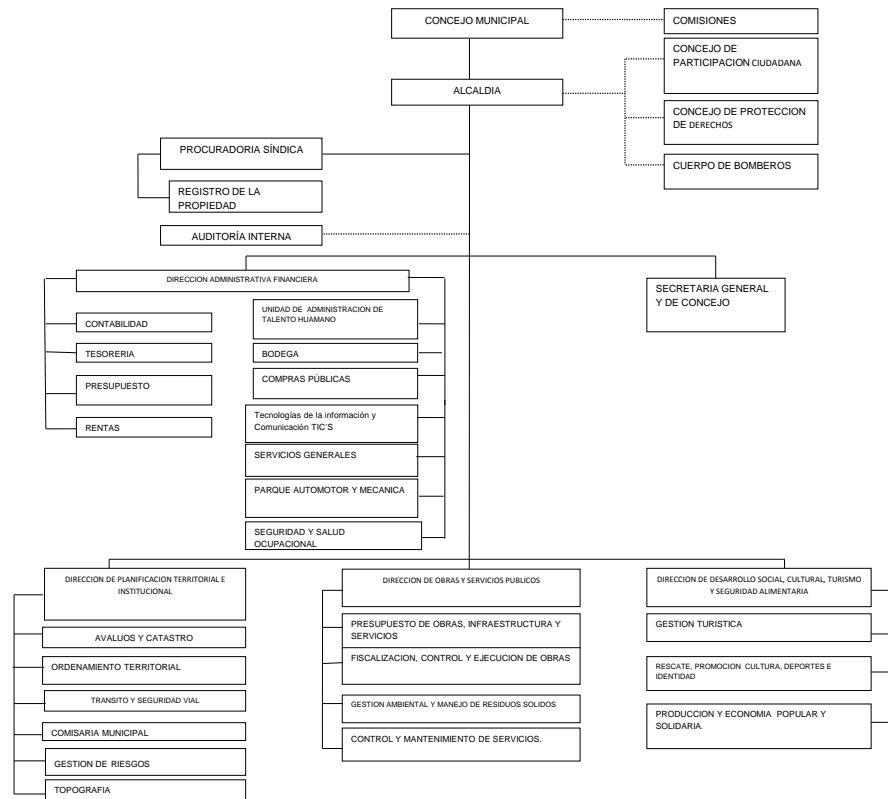 CONCEJO MUNICIPAL
COMISIONES
CONCEJO DE
PARTICIPACION CIUDADANA
ALCALDIA
CONCEJO DE PROTECCION
DE DERECHOS
PROCURADORIA SÍNDICA
CUERPO DE BOMBEROS
REGISTRO DE LA
PROPIEDAD
AUDITORÍA INTERNA
DIRECCION ADMINISTRATIVA FINANCIERA
SECRETARIA GENERAL
Y DE CONCEJO
CONTABILIDAD
TESORERIA
PRESUPUESTO
RENTAS
UNIDAD DE ADMINISTRACION DE
TALENTO HUAMANO
BODEGA
COMPRAS PÚBLICAS
Tecnologías de la información y
Comunicación TIC´S
SERVICIOS GENERALES
PARQUE AUTOMOTOR Y MECANICA
SEGURIDAD Y SALUD
OCUPACIONAL
DIRECCION DE PLANIFICACION TERRITORIAL E
INSTITUCIONAL
AVALUOS Y CATASTRO
ORDENAMIENTO TERRITORIAL
TRANSITO Y SEGURIDAD VIAL
COMISARIA MUNICIPAL
GESTION DE RIESGOS
TOPOGRAFIA
DIRECCION DE OBRAS Y SERVICIOS PUBLICOS
PRESUPUESTO DE OBRAS, INFRAESTRUCTURA Y
SERVICIOS
FISCALIZACION, CONTROL Y EJECUCION DE OBRAS
GESTION AMBIENTAL Y MANEJO DE RESIDUOS SOLIDOS
CONTROL Y MANTENIMIENTO DE SERVICIOS.
DIRECCION DE DESARROLLO SOCIAL, CULTURAL, TURISMO
Y SEGURIDAD ALIMENTARIA
GESTION TURISTICA
RESCATE, PROMOCION CULTURA, DEPORTES E
IDENTIDAD
PRODUCCION Y ECONOMIA POPULAR Y
SOLIDARIA.